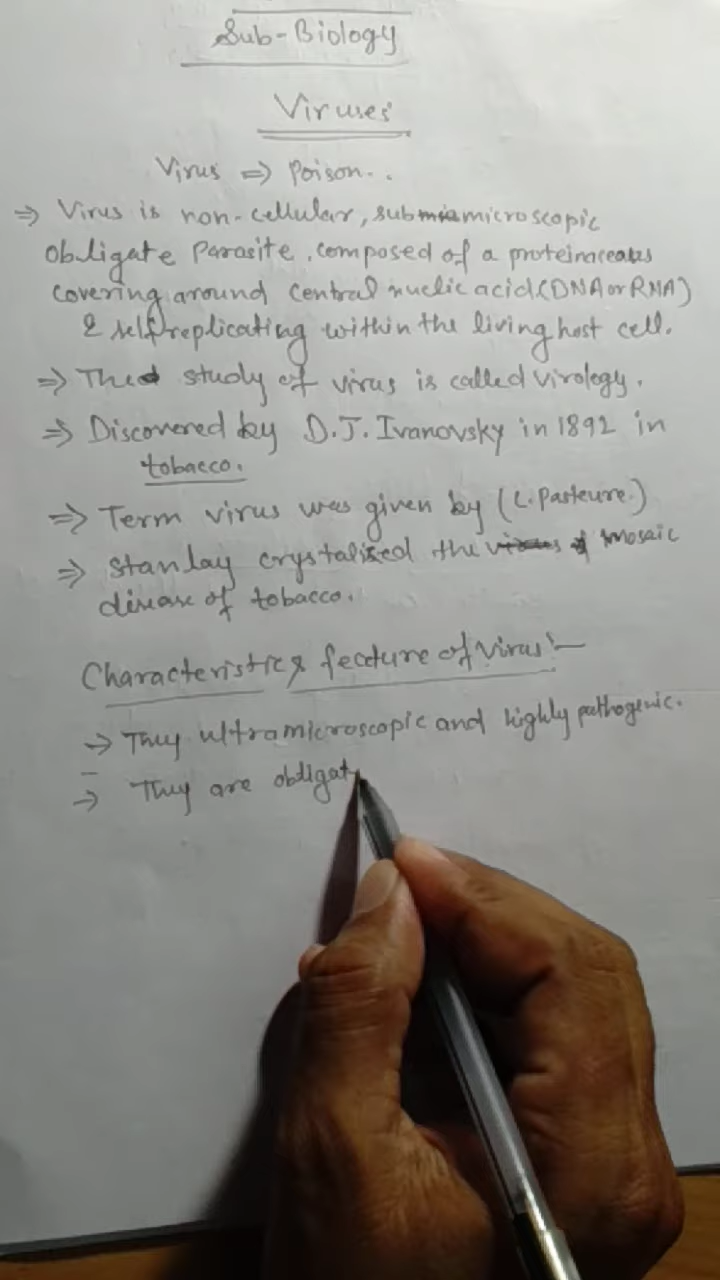 Sub-Biology
Viruses
Virus ⇒ Poison..
⇒ Virus is non-cellular, submicroscopic
obligate Parasite, composed of a proteinaceous
covering around central nuclic acid (DNA or RNA)
& self replicating within the living host cell.
⇒ The study of virus is called virology.
⇒ Discovered by D.J. Ivanovsky in 1892 in
tobacco.
⇒ Term virus was given by (L. Pasteure.)
⇒ Stanlay crystalised the mosaic
disease of tobacco.
Characteristics feature of Virus:-
→ They ultramicroscopic and highly pathogenic.
→ They are obligat